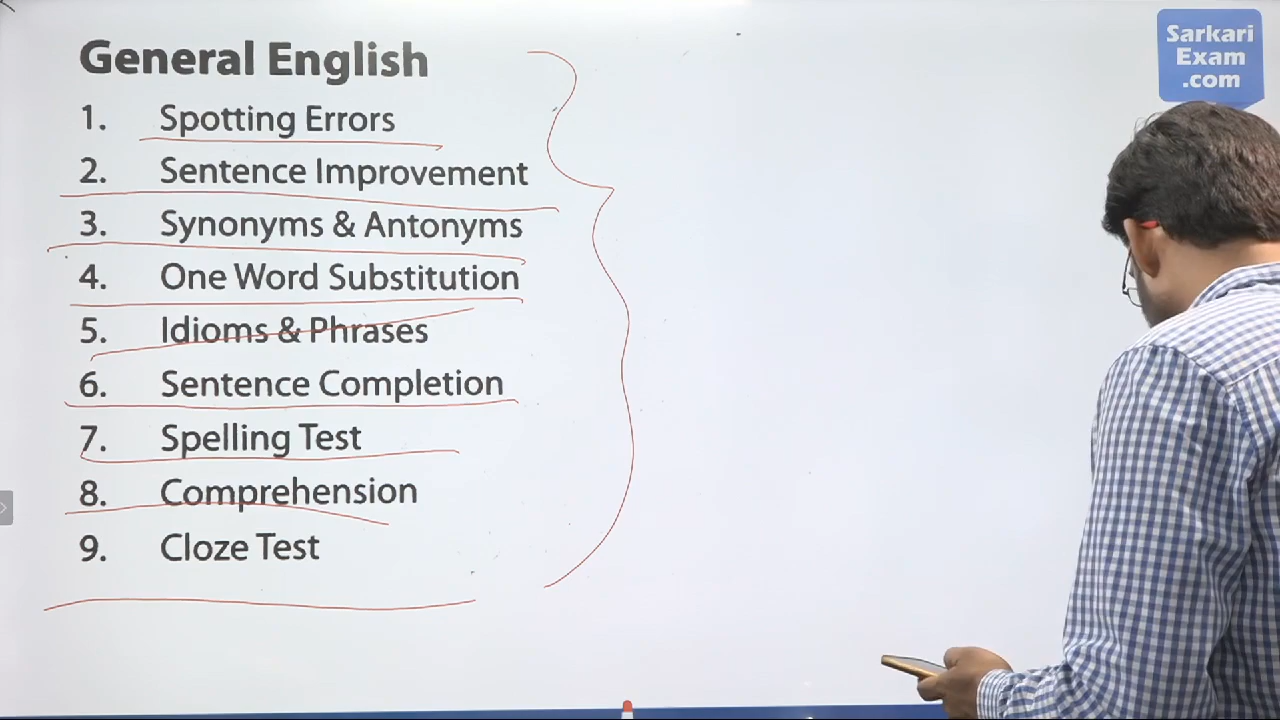 General English
1. Spotting Errors
2. Sentence Improvement
3. Synonyms & Antonyms
4. One Word Substitution
5. Idioms & Phrases
6. Sentence Completion
7. Spelling Test
8. Comprehension
9. Cloze Test
Sarkari
Exam
.com